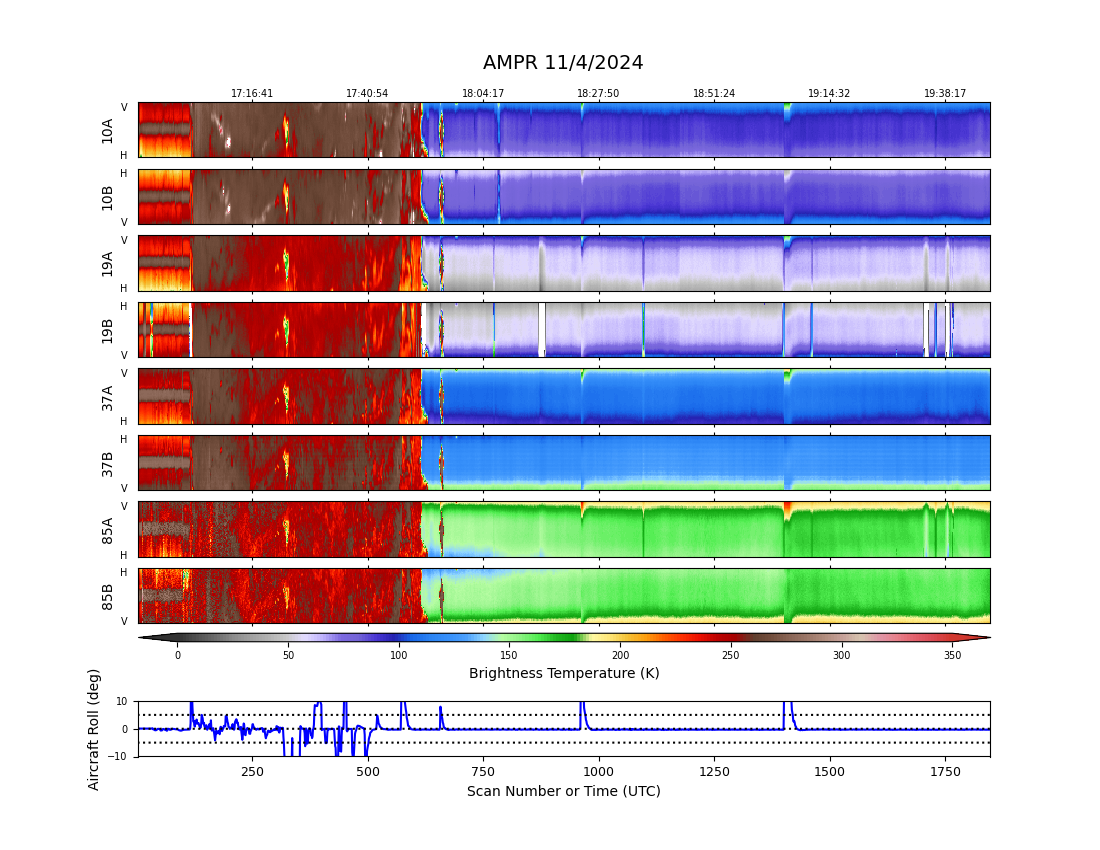 AMPR 11/4/2024
17:16:41 17:40:54 18:04:17 18:27:50 18:51:24 19:14:32 19:38:17
V
10A
H
H
10B
V
V
19A
H
H
19B
V
V
37A
H
H
37B
V
V
85A
H
H
85B
V
0 50 100 150 200 250 300 350
Brightness Temperature (K)
Aircraft Roll (deg)
10
0
−10
250 500 750 1000 1250 1500 1750
Scan Number or Time (UTC)